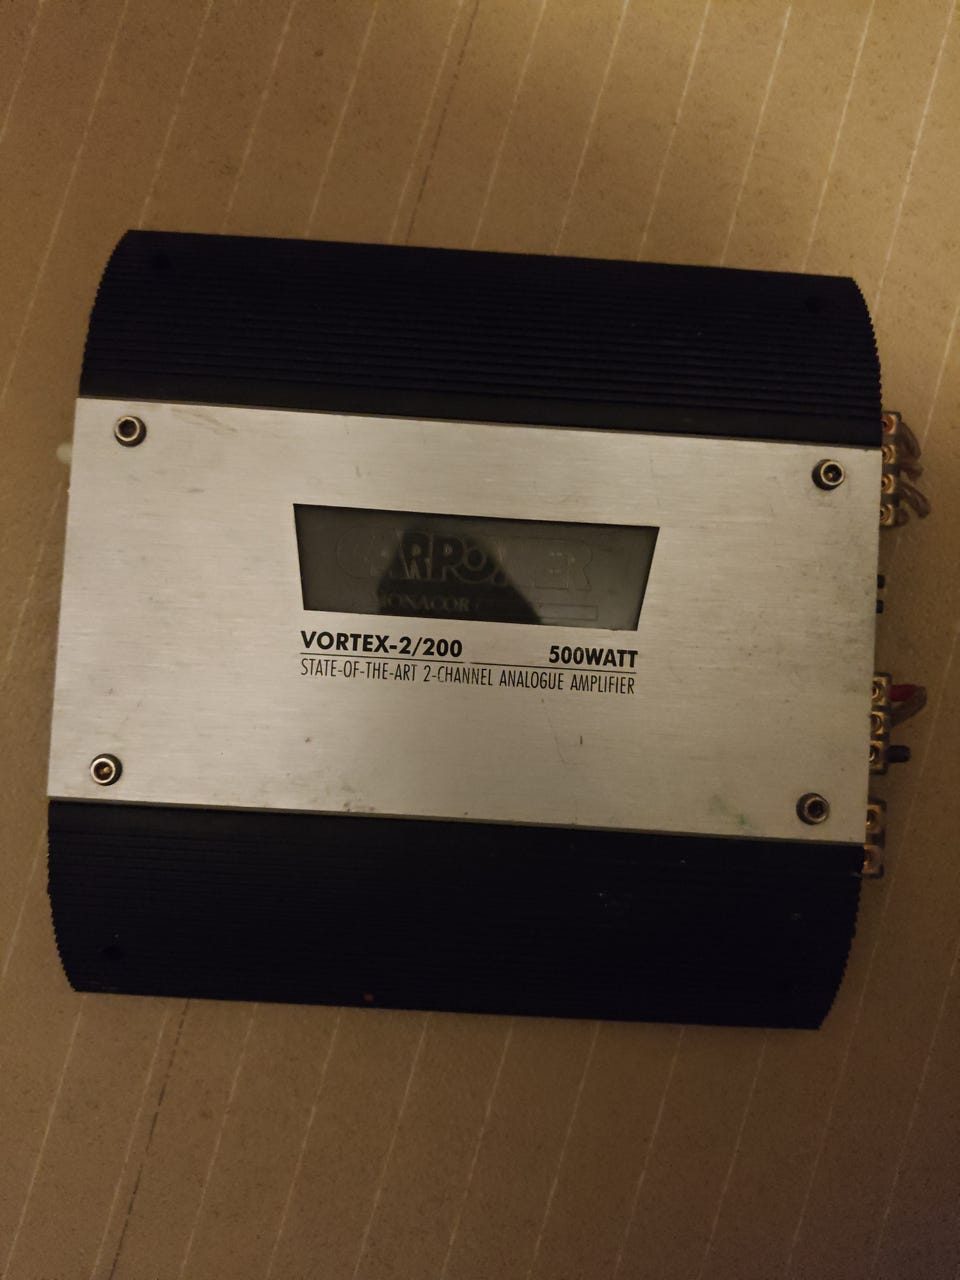 CARPOWER
MONACOR
VORTEX-2/200 500WATT
STATE-OF-THE-ART 2-CHANNEL ANALOGUE AMPLIFIER